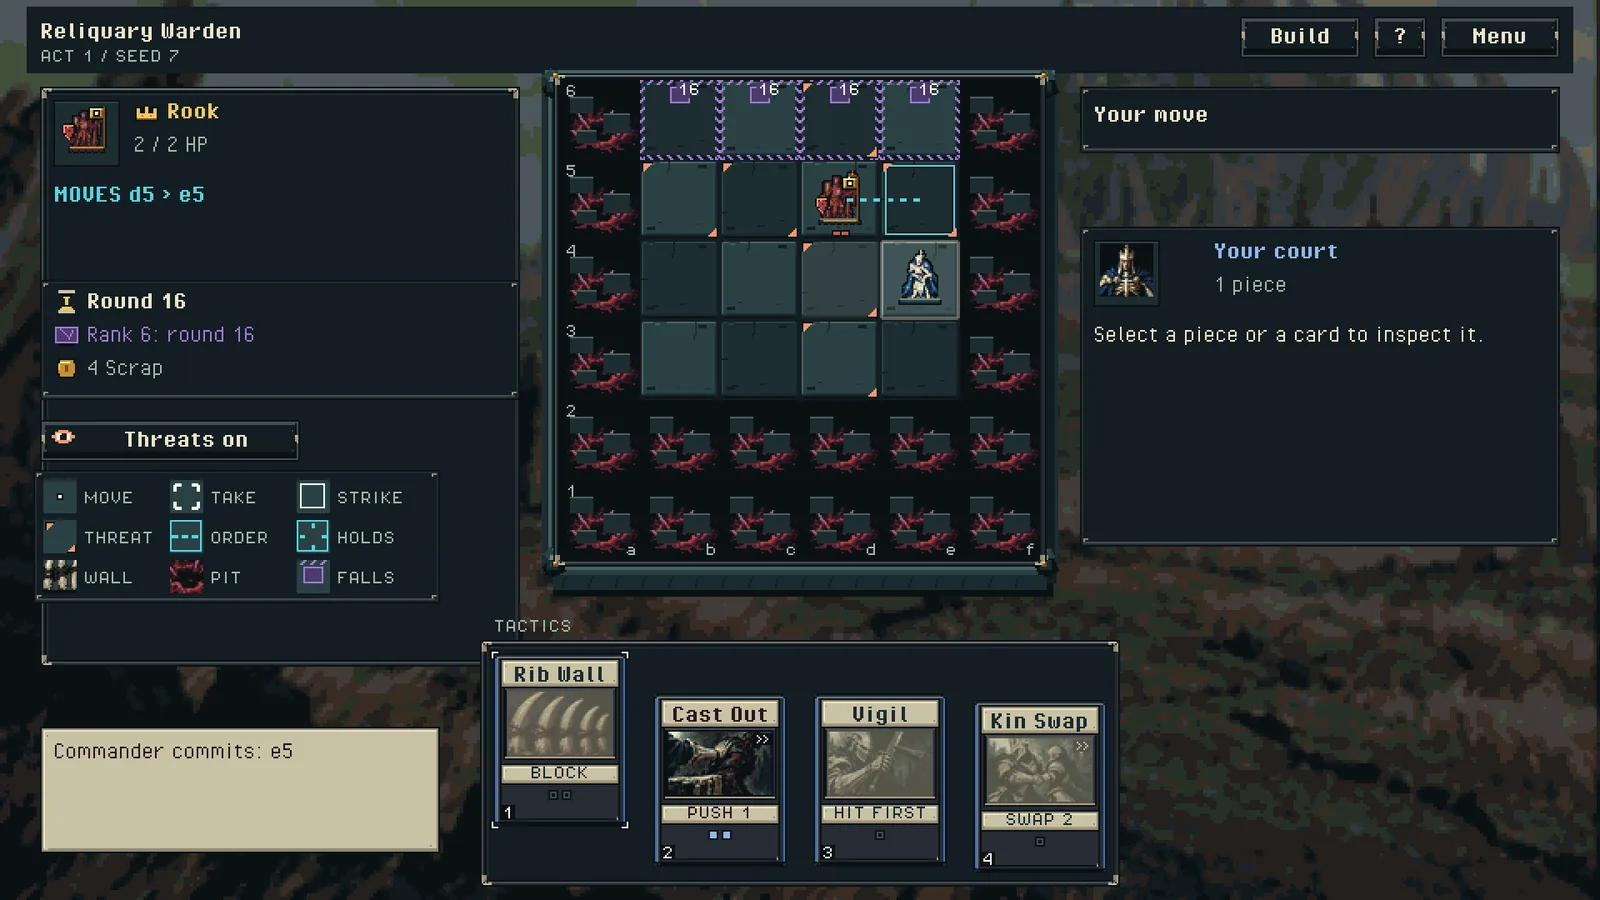 Reliquary Warden
ACT 1 / SEED 7
Build
?
Menu
Rook
2 / 2 HP
MOVES d5 > e5
Round 16
Rank 6: round 16
4 Scrap
Threats on
MOVE
TAKE
STRIKE
THREAT
ORDER
HOLDS
WALL
PIT
FALLS
Commander commits: e5
6
16
16
16
16
5
4
3
2
1
a
b
c
d
e
f
Your move
Your court
1 piece
Select a piece or a card to inspect it.
TACTICS
Rib Wall
BLOCK
1
Cast Out
>>
PUSH 1
2
Vigil
HIT FIRST
3
Kin Swap
>>
SWAP 2
4